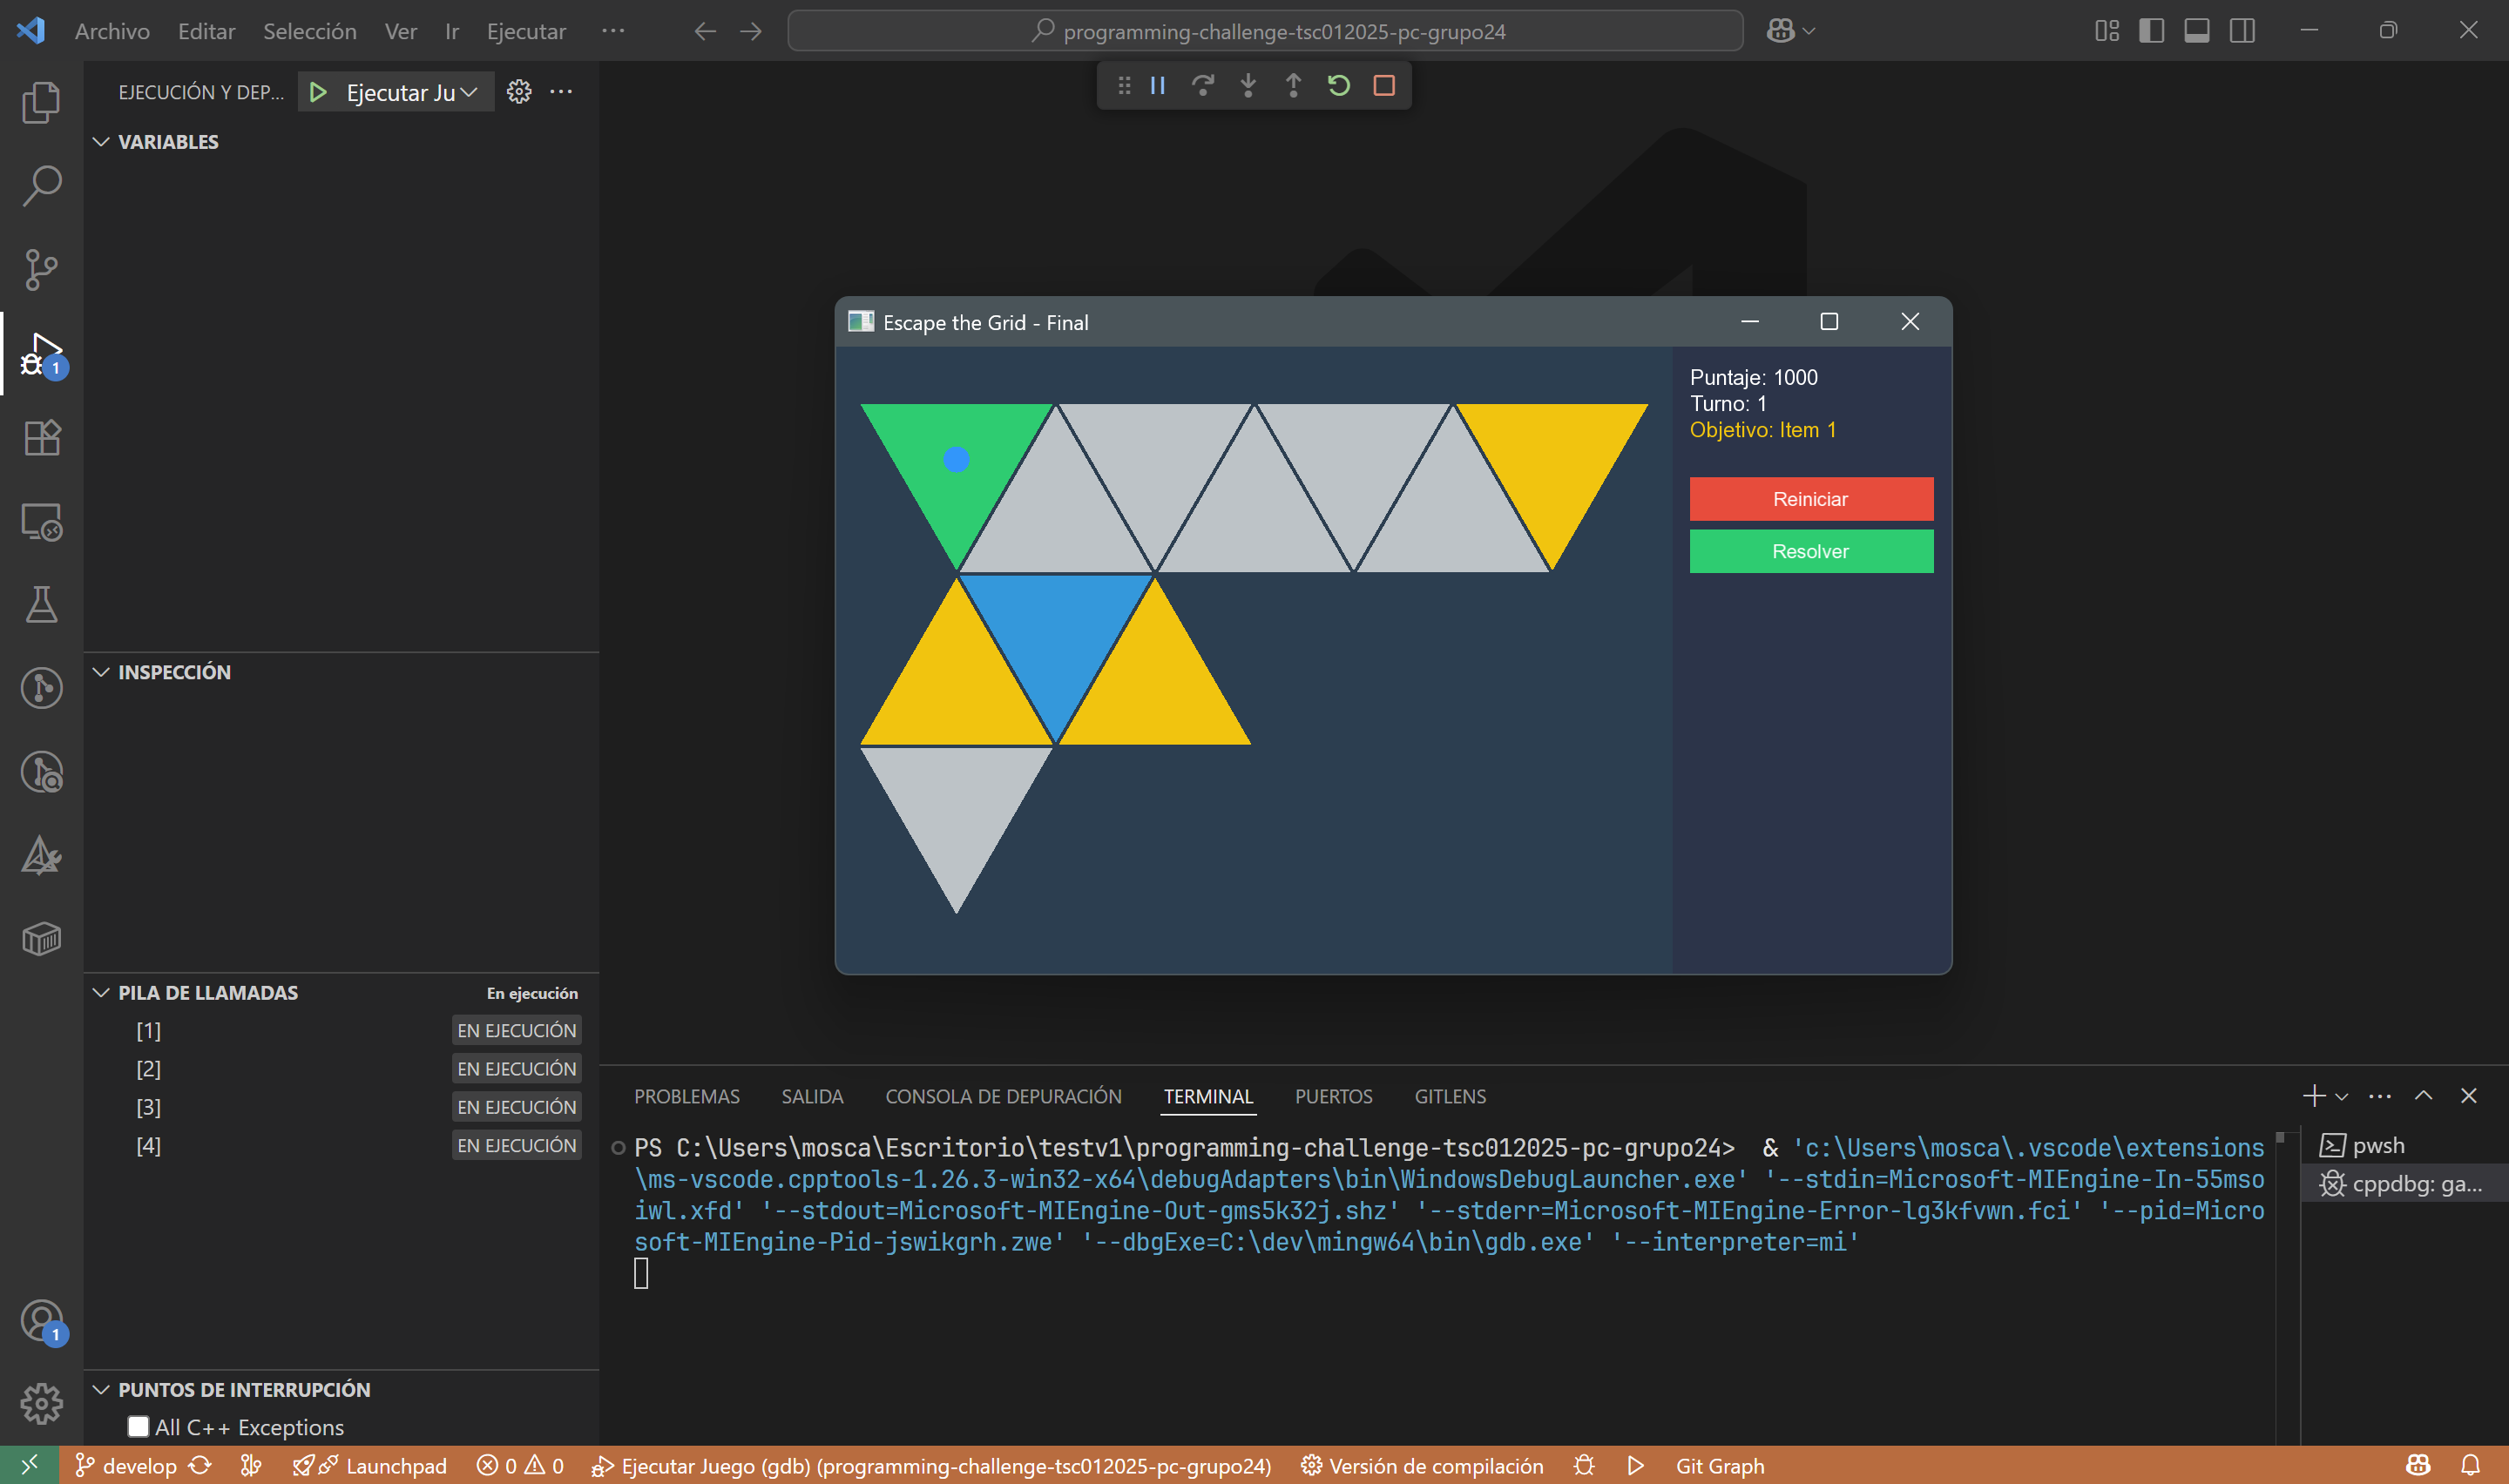 Archivo Editar Selección Ver Ir Ejecutar ···
programming-challenge-tsc012025-pc-grupo24
EJECUCIÓN Y DEP...
Ejecutar Ju
VARIABLES
INSPECCIÓN
PILA DE LLAMADAS
En ejecución
[1] EN EJECUCIÓN
[2] EN EJECUCIÓN
[3] EN EJECUCIÓN
[4] EN EJECUCIÓN
PUNTOS DE INTERRUPCIÓN
All C++ Exceptions
1
1
Escape the Grid - Final
Puntaje: 1000
Turno: 1
Objetivo: Item 1
Reiniciar
Resolver
PROBLEMAS SALIDA CONSOLA DE DEPURACIÓN TERMINAL PUERTOS GITLENS
PS C:\Users\mosca\Escritorio\testv1\programming-challenge-tsc012025-pc-grupo24>  & 'c:\Users\mosca\.vscode\extensions
\ms-vscode.cpptools-1.26.3-win32-x64\debugAdapters\bin\WindowsDebugLauncher.exe' '--stdin=Microsoft-MIEngine-In-55mso
iwl.xfd' '--stdout=Microsoft-MIEngine-Out-gms5k32j.shz' '--stderr=Microsoft-MIEngine-Error-lg3kfvwn.fci' '--pid=Micro
soft-MIEngine-Pid-jswikgrh.zwe' '--dbgExe=C:\dev\mingw64\bin\gdb.exe' '--interpreter=mi'
pwsh
cppdbg: ga...
develop Launchpad 0 0 Ejecutar Juego (gdb) (programming-challenge-tsc012025-pc-grupo24) Versión de compilación Git Graph